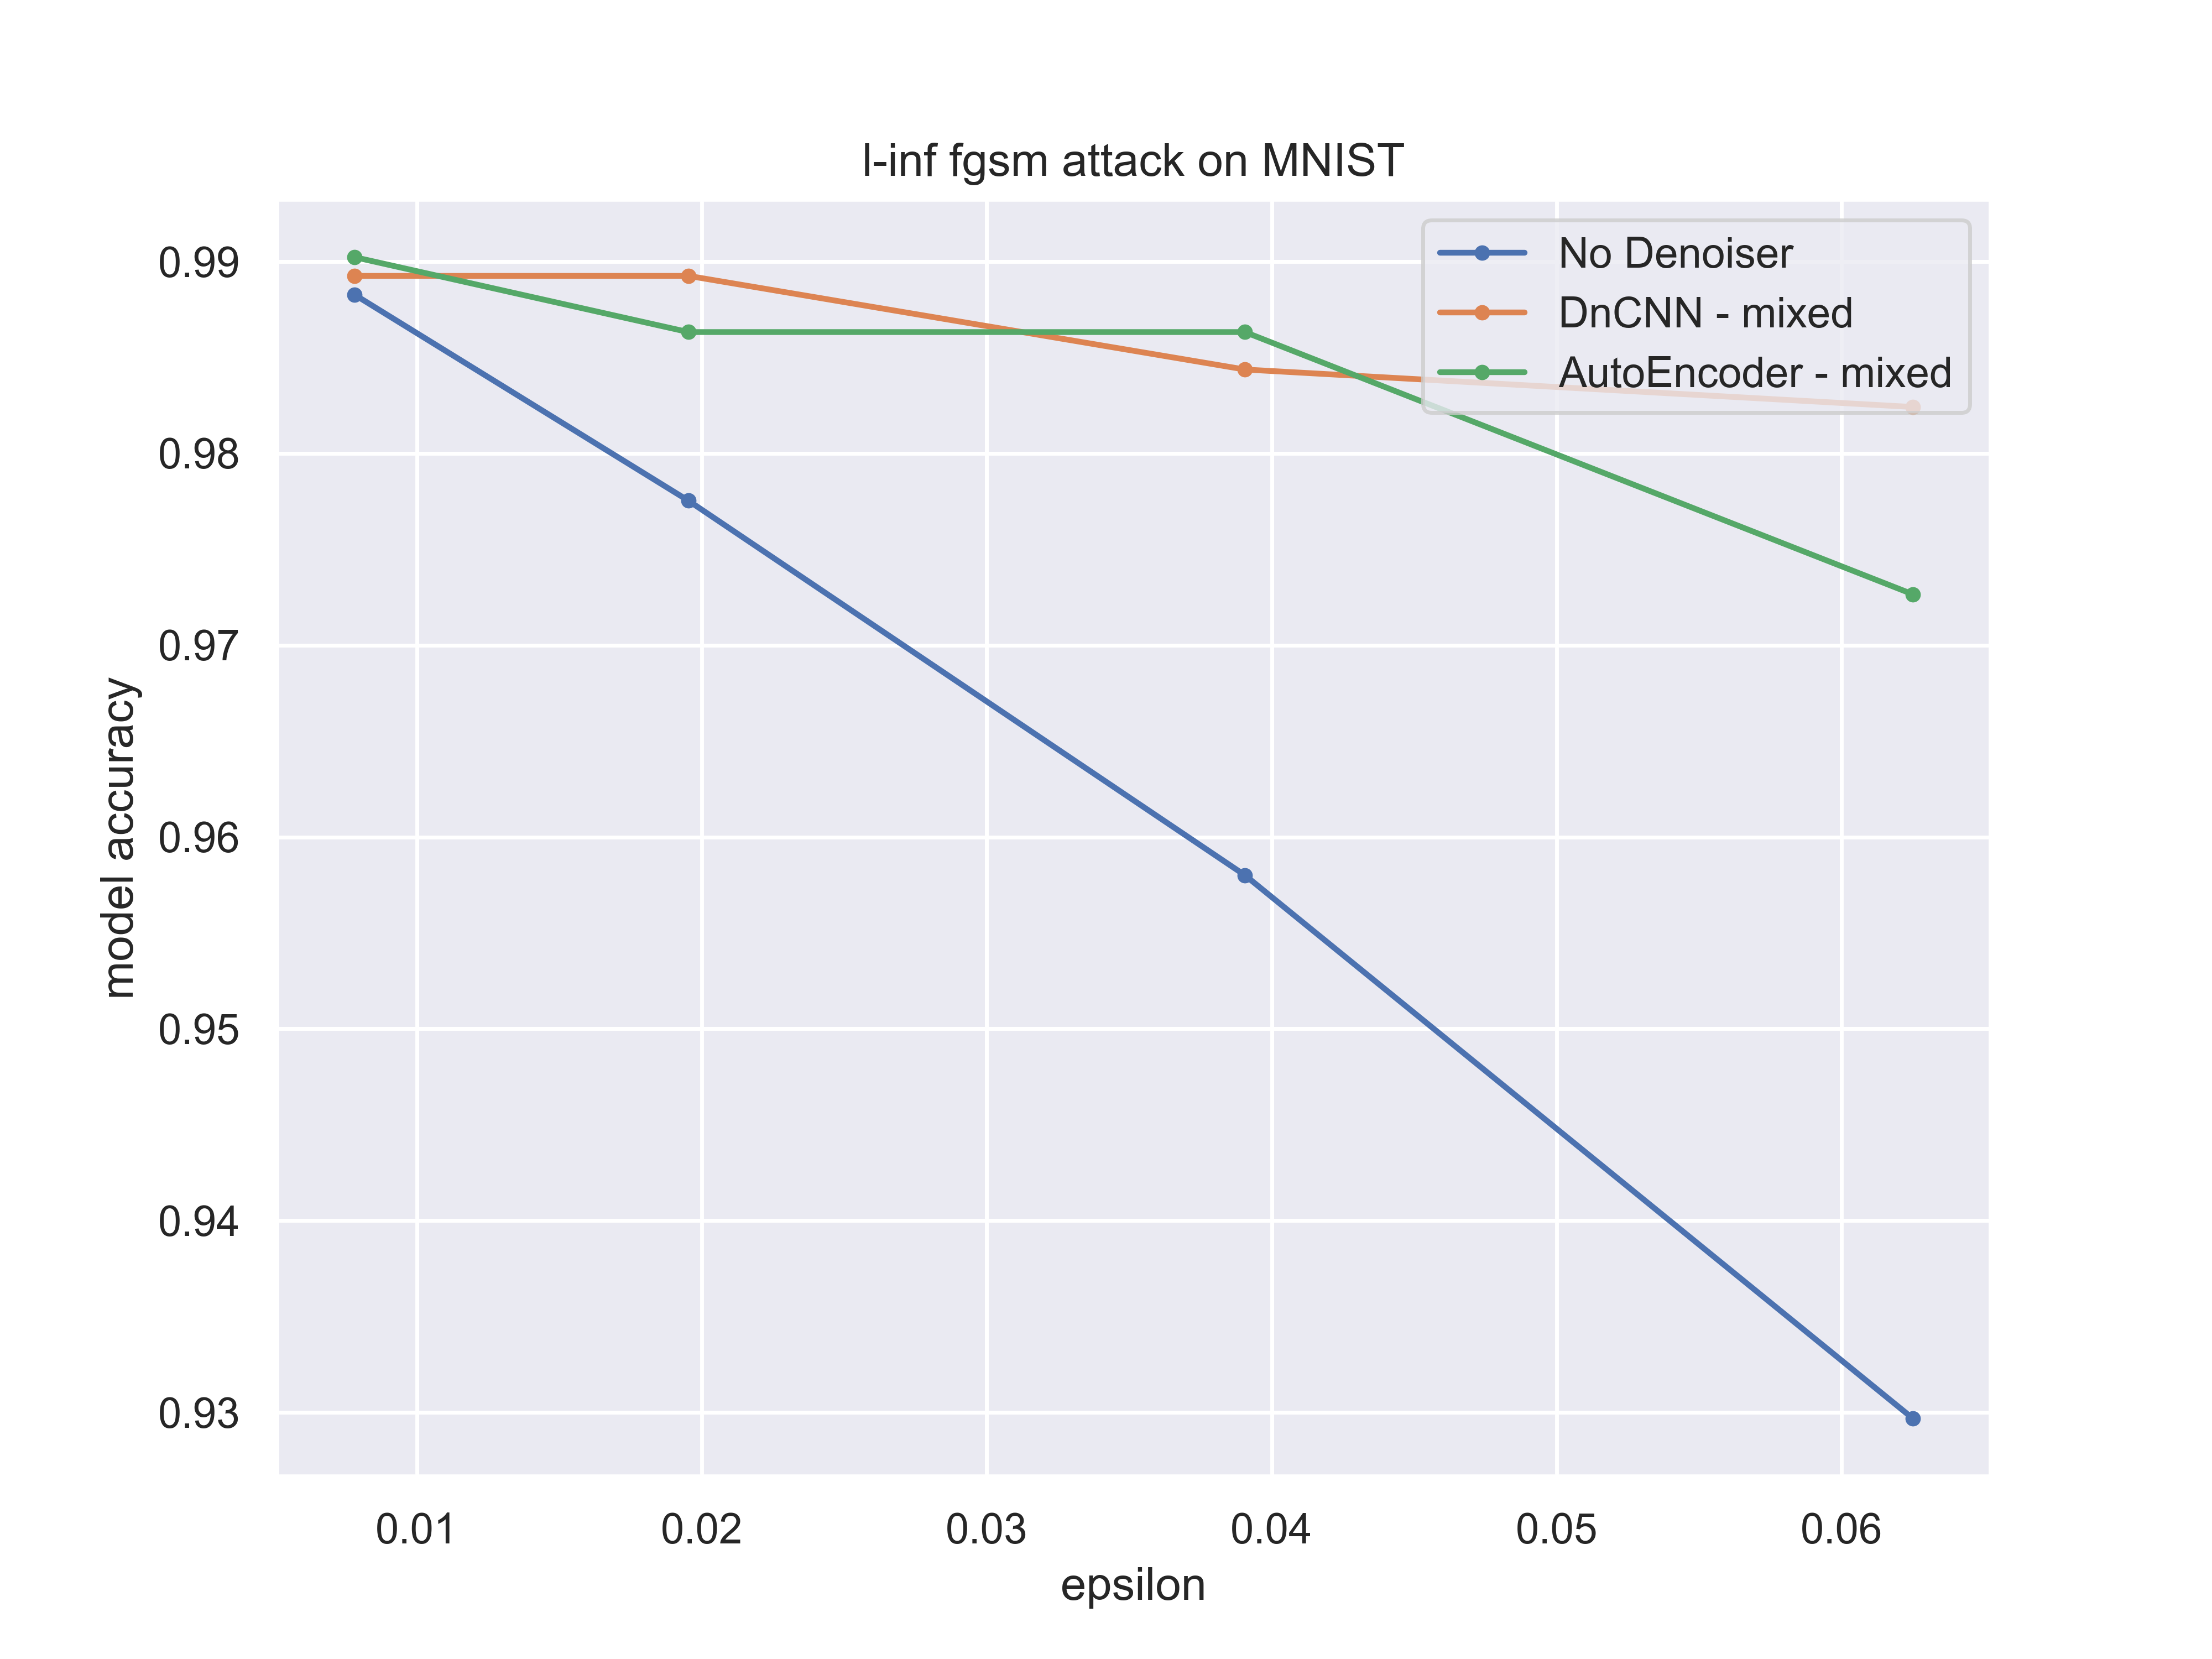 l-inf fgsm attack on MNIST
No Denoiser
DnCNN - mixed
AutoEncoder - mixed
0.99
0.98
0.97
0.96
0.95
0.94
0.93
model accuracy
0.01 0.02 0.03 0.04 0.05 0.06
epsilon